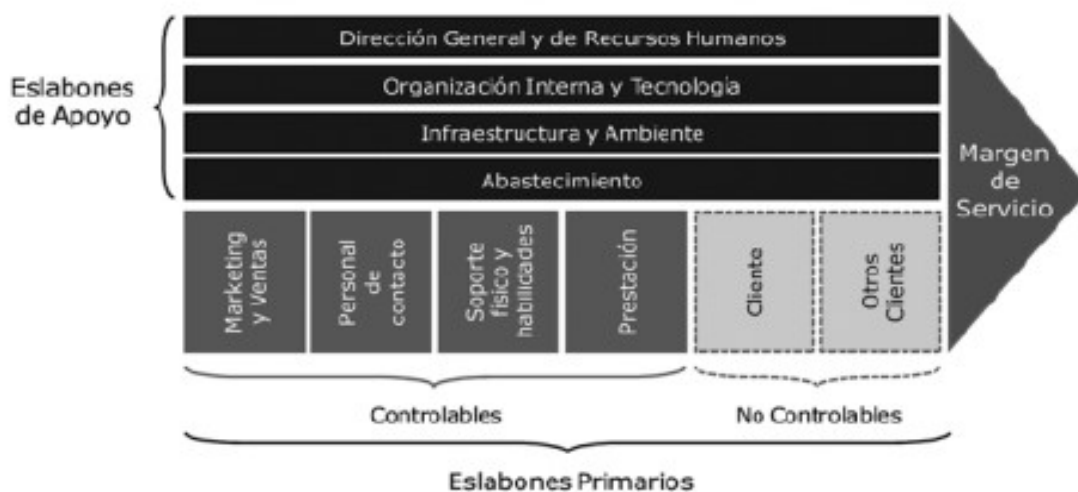 Dirección General y de Recursos Humanos
Organización Interna y Tecnología
Infraestructura y Ambiente
Abastecimiento
Eslabones
de Apoyo
Margen
de
Servicio
Marketing
y Ventas
Personal
de
contacto
Soporte
físico y
habilidades
Prestación
Cliente
Otros
Clientes
Controlables
No Controlables
Eslabones Primarios